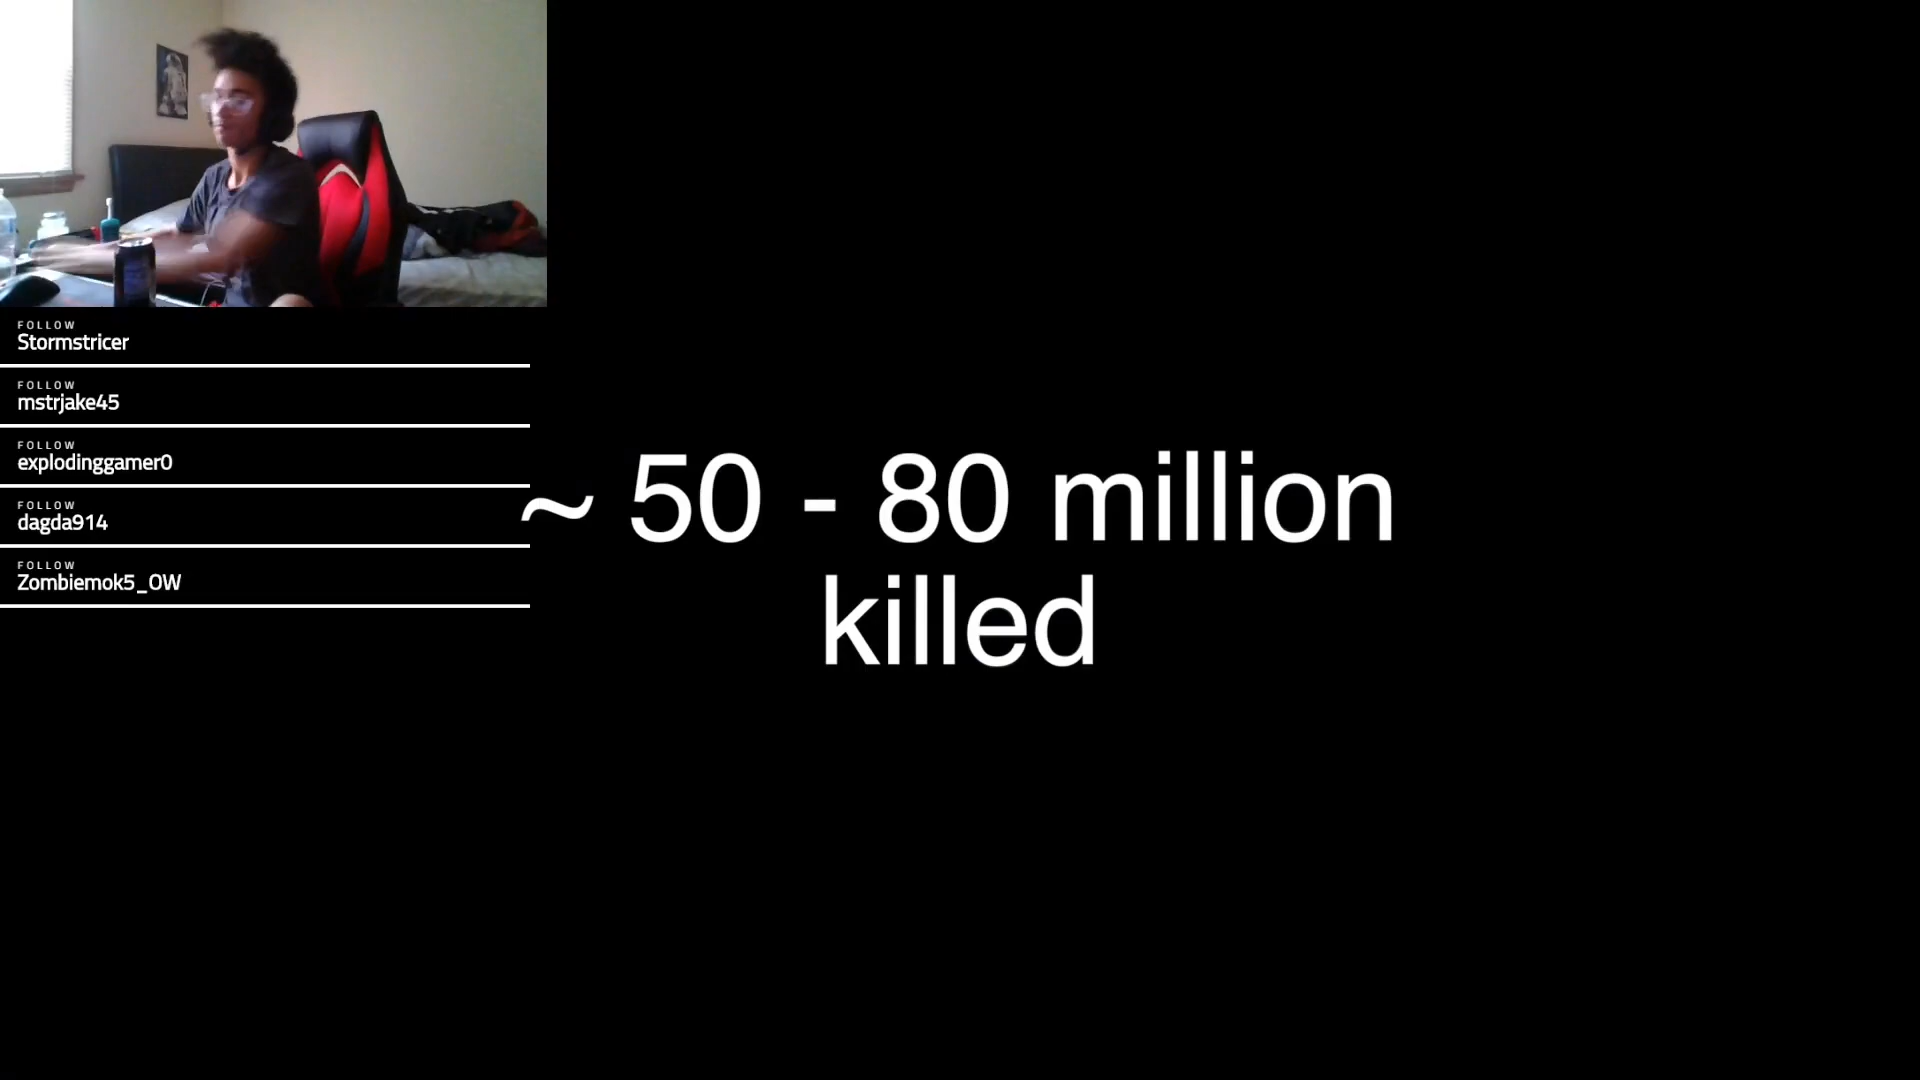 FOLLOW
Stormstricer
FOLLOW
mstrjake45
FOLLOW
explodinggamer0
FOLLOW
dagda914
FOLLOW
Zombiemok5_OW
~ 50 - 80 million
killed